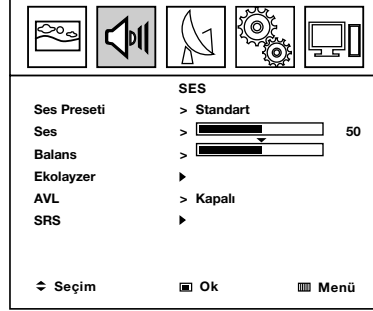 SES
Ses Preseti > Standart
Ses > 50
Balans >
Ekolayzer
AVL > Kapalı
SRS
Seçim Ok Menü